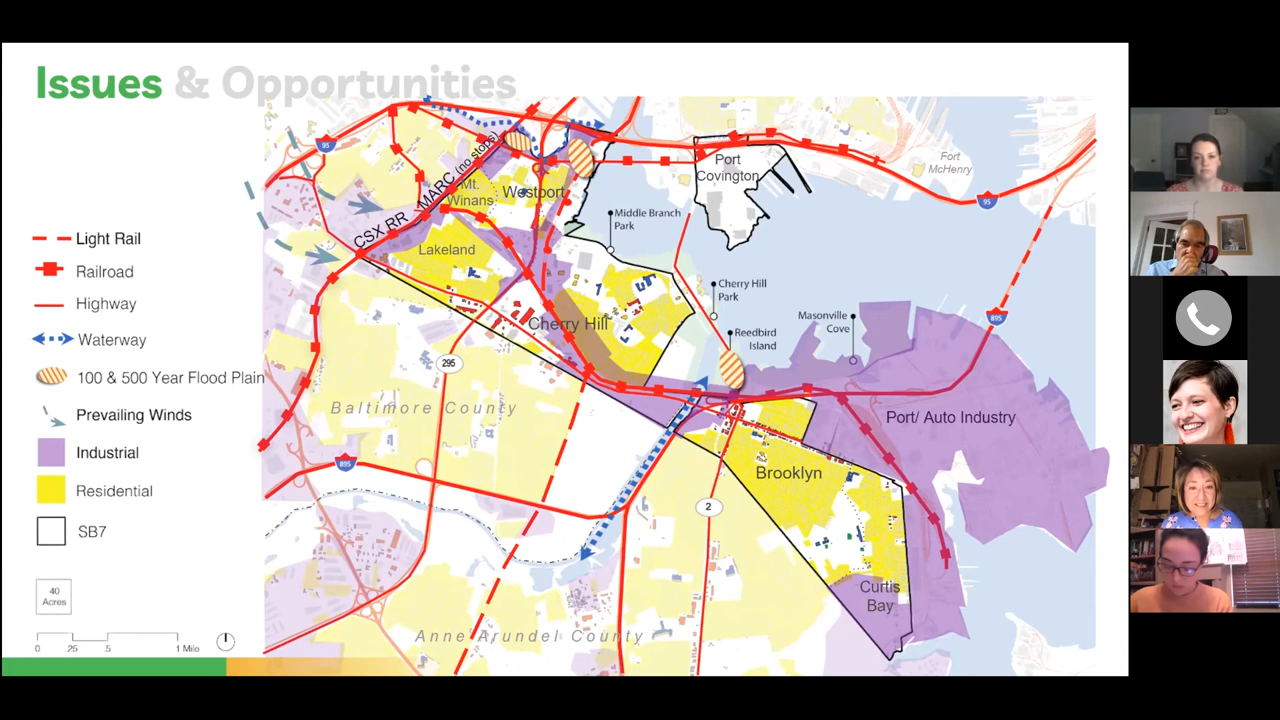 Issues & Opportunities
95
MARC (no stops)
CSX RR
Mt.
Winans
Westport
Lakeland
Port
Covington
Fort
McHenry
95
Middle Branch
Park
Cherry Hill
Park
Reedbird
Island
Masonville
Cove
895
Cherry Hill
295
Baltimore County
Port/ Auto Industry
895
Brooklyn
2
Curtis
Bay
Anne Arundel County
Light Rail
Railroad
Highway
Waterway
100 & 500 Year Flood Plain
Prevailing Winds
Industrial
Residential
SB7
40
Acres
0 .25 .5 1 Mile